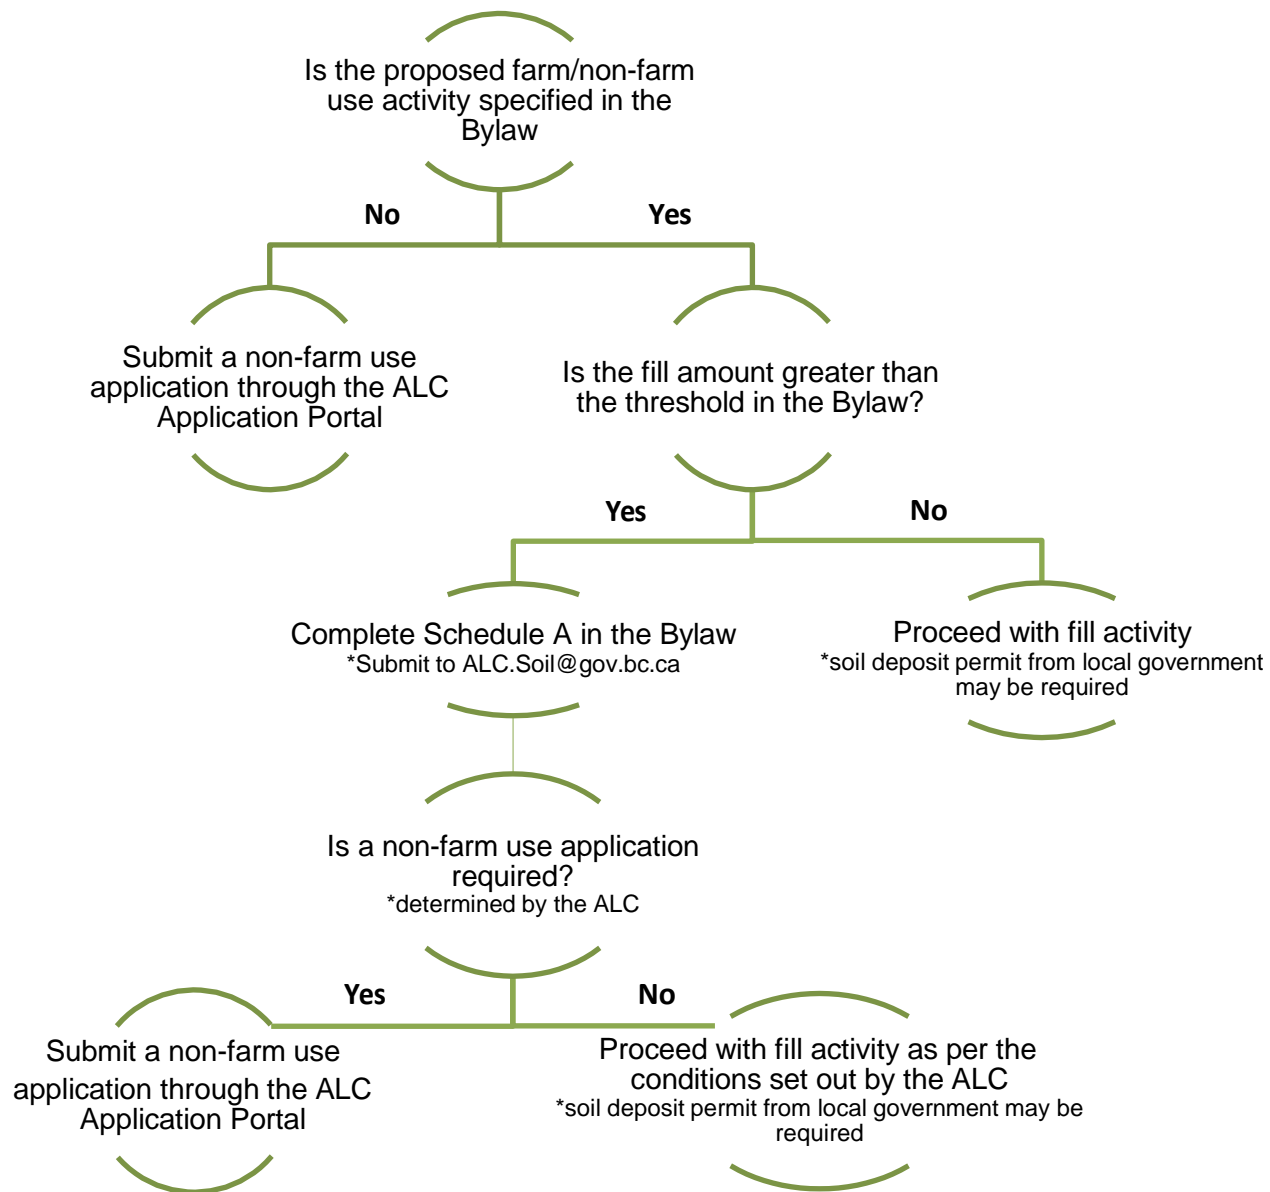 Is the proposed farm/non-farm
use activity specified in the
Bylaw
No
Yes
Submit a non-farm use
application through the ALC
Application Portal
Is the fill amount greater than
the threshold in the Bylaw?
Yes
No
Complete Schedule A in the Bylaw
*Submit to ALC.Soil@gov.bc.ca
Proceed with fill activity
*soil deposit permit from local government
may be required
Is a non-farm use application
required?
*determined by the ALC
Yes
No
Submit a non-farm use
application through the ALC
Application Portal
Proceed with fill activity as per the
conditions set out by the ALC
*soil deposit permit from local government may be
required